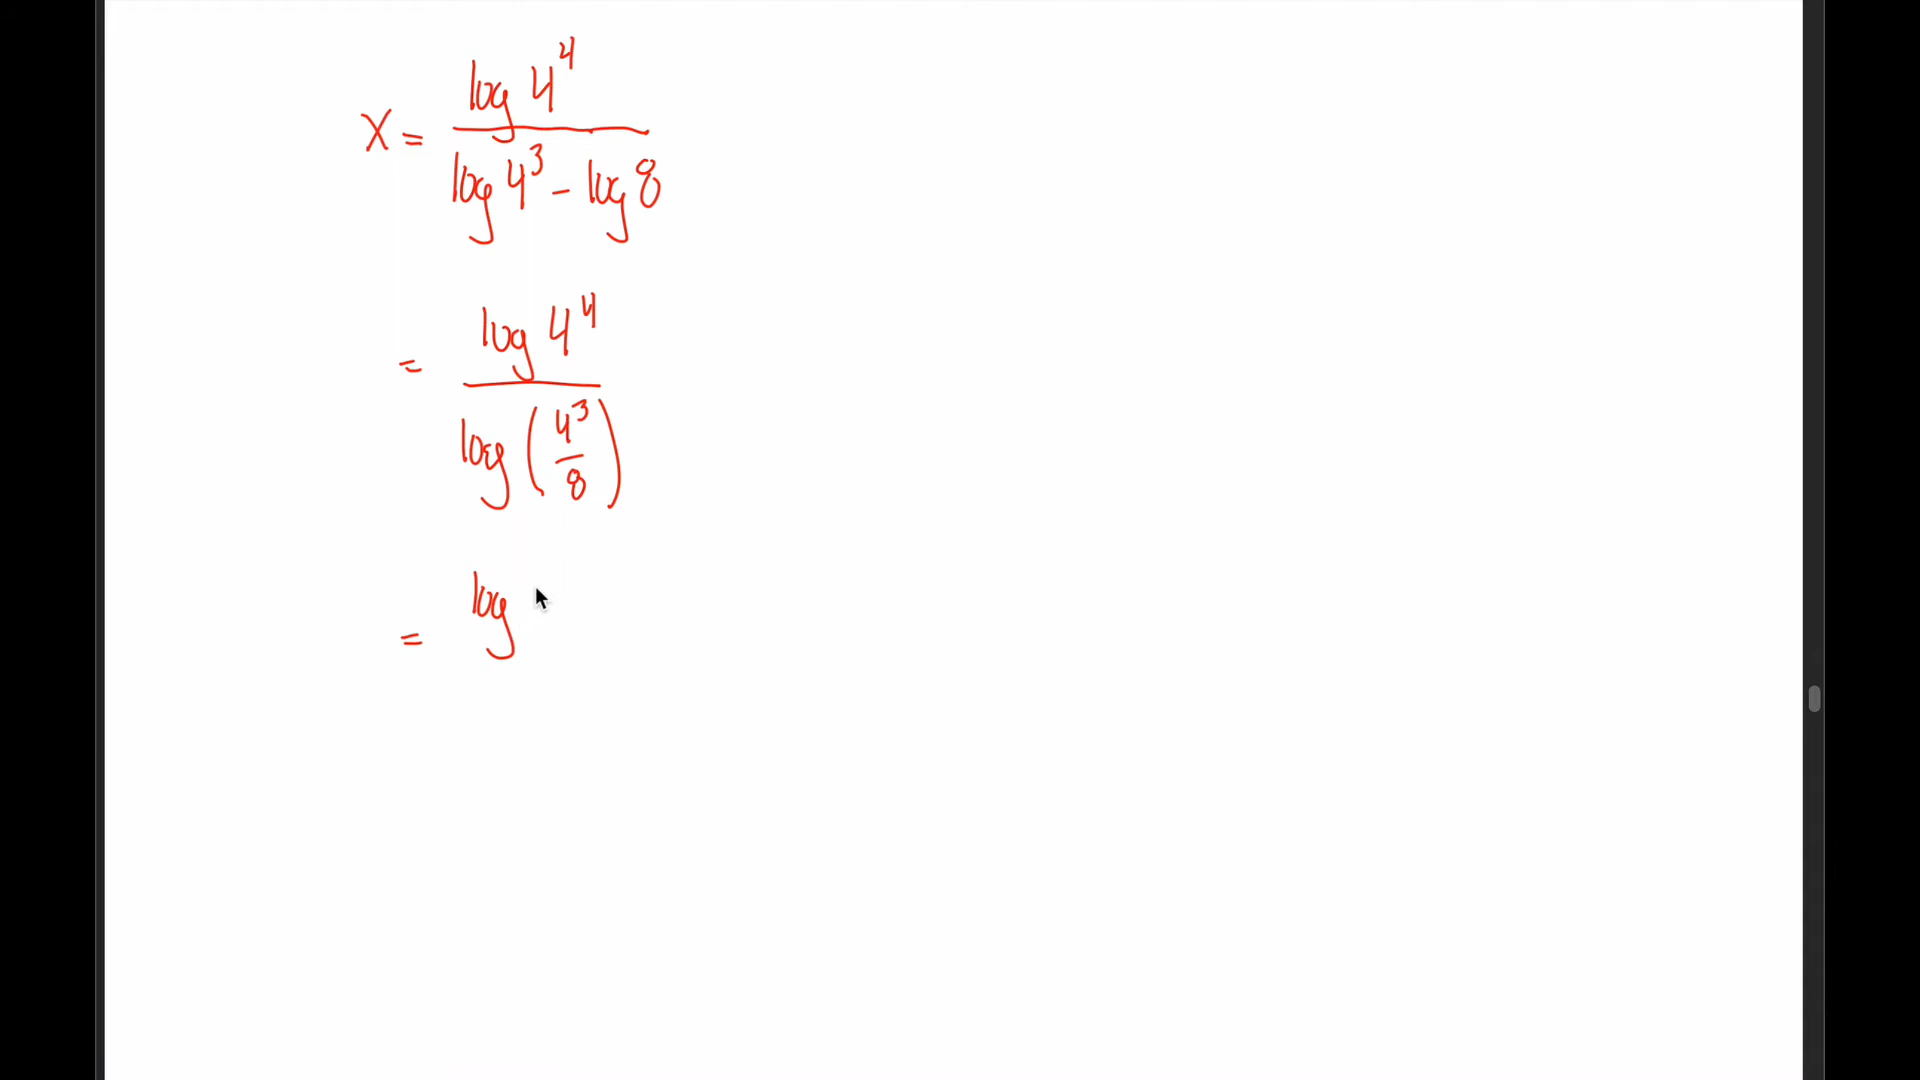 x = log 4^4
log 4^3 - log 8
= log 4^4
log (4^3/8)
= log